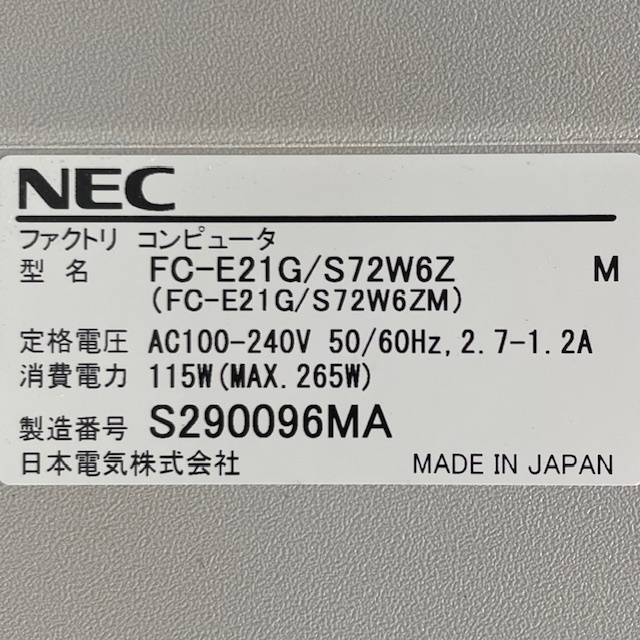 NEC
ファクトリ コンピュータ
型 名 FC-E21G/S72W6Z M
(FC-E21G/S72W6ZM)
定格電圧 AC100-240V 50/60Hz, 2.7-1.2A
消費電力 115W(MAX.265W)
製造番号 S290096MA
日本電気株式会社 MADE IN JAPAN